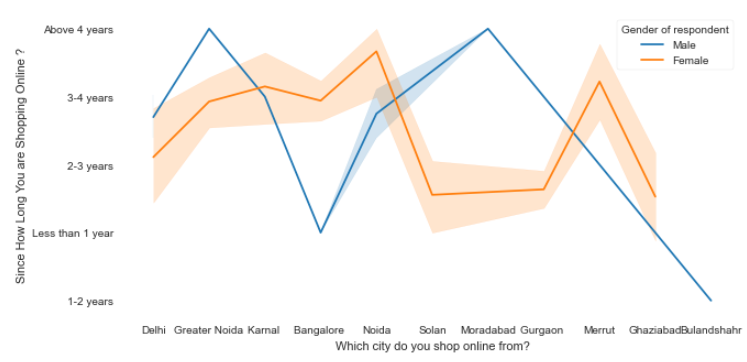 Above 4 years
3-4 years
2-3 years
Less than 1 year
1-2 years
Since How Long You are Shopping Online ?
Gender of respondent
Male
Female
Delhi Greater Noida Karnal Bangalore Noida Solan Moradabad Gurgaon Merrut Ghaziabad Bulandshahr
Which city do you shop online from?